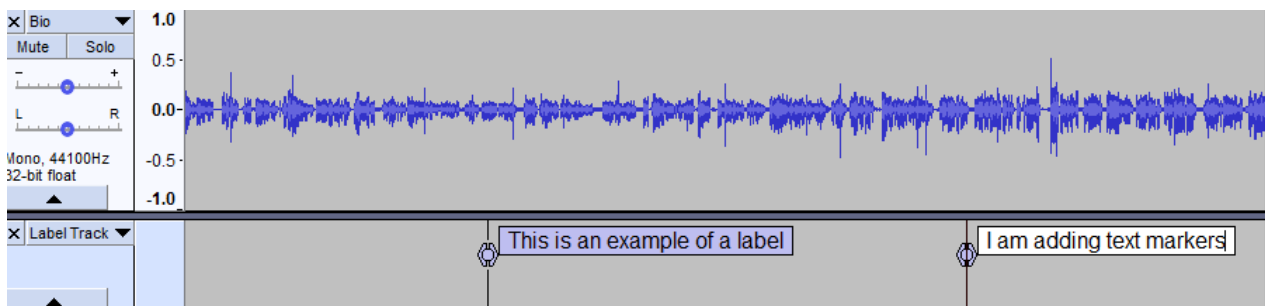 Bio
Mute Solo
- +
L R
Mono, 44100Hz
32-bit float
1.0
0.5
0.0
-0.5
-1.0
Label Track
This is an example of a label
I am adding text markers